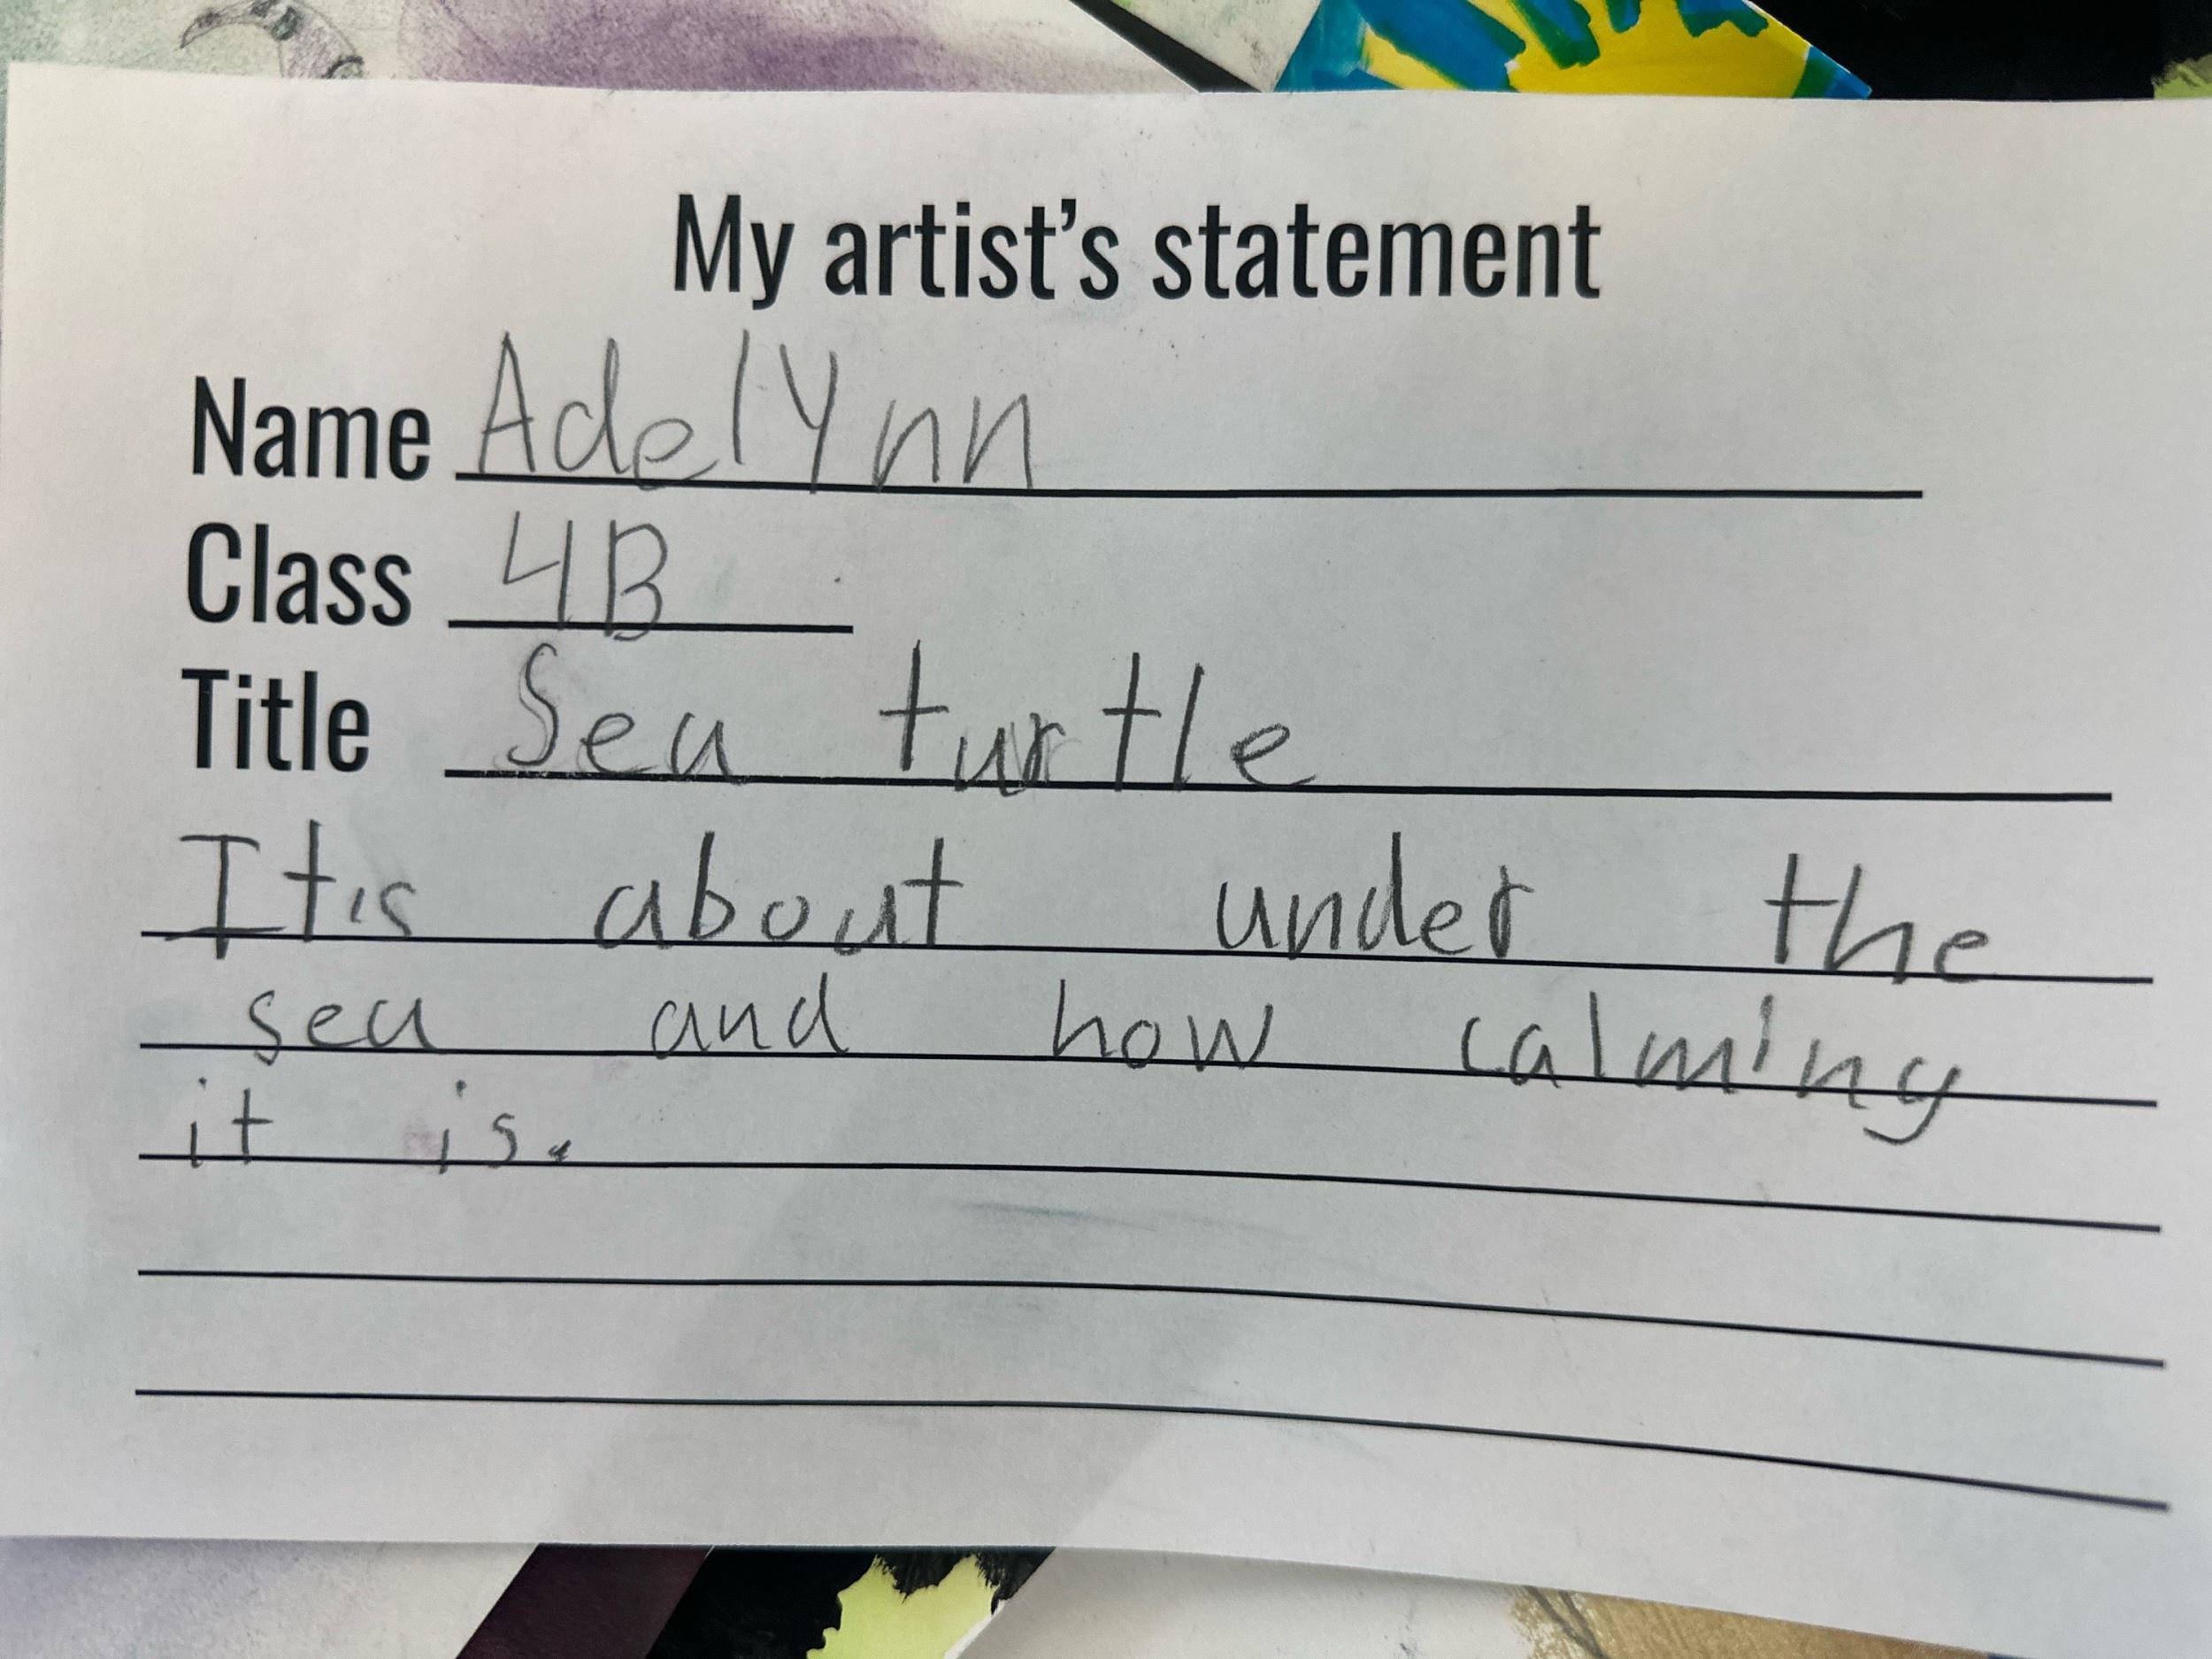 My artist's statement
Name Adelynn
Class 4B
Title Sea turtle
It is about under the
sea and how calming
it is.